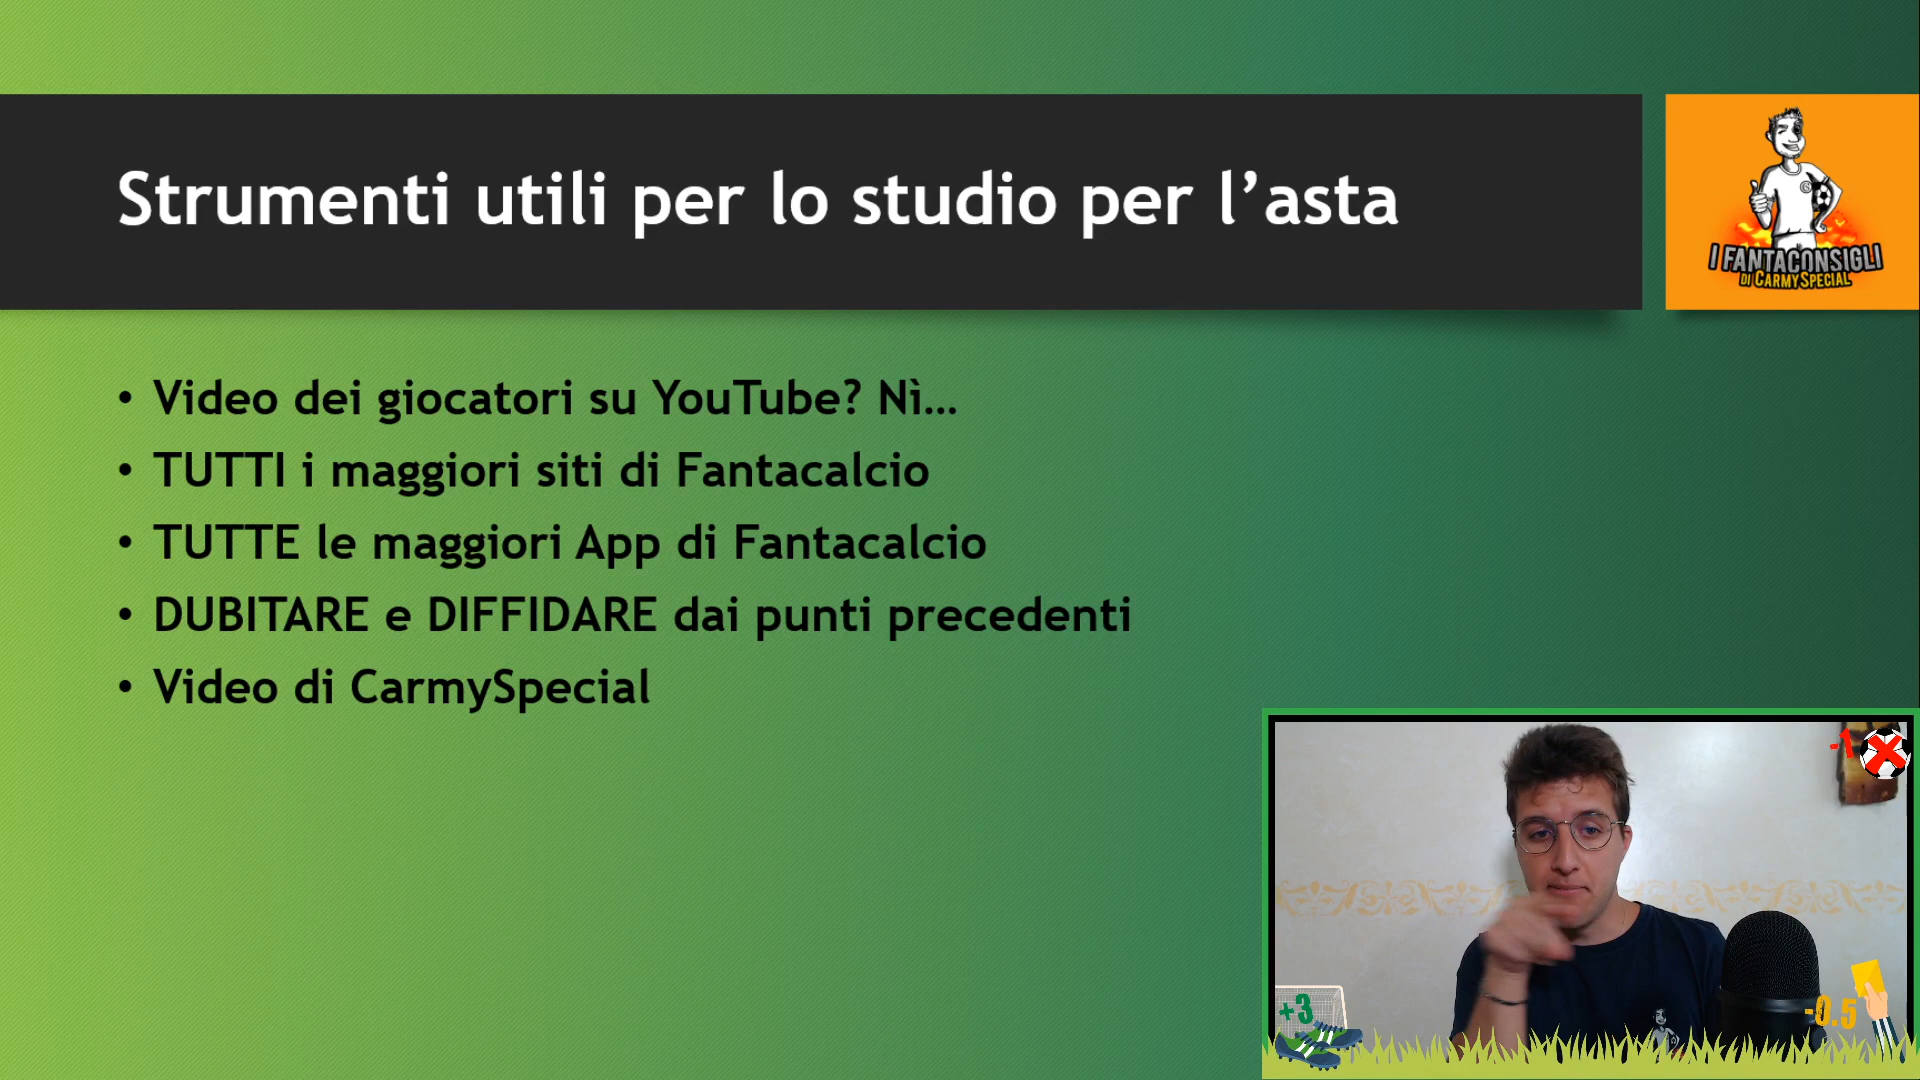 Strumenti utili per lo studio per l’asta
I FANTACONSIGLI
DI CARMYSPECIAL
• Video dei giocatori su YouTube? Nì…
• TUTTI i maggiori siti di Fantacalcio
• TUTTE le maggiori App di Fantacalcio
• DUBITARE e DIFFIDARE dai punti precedenti
• Video di CarmySpecial
-1
+3
-0.5